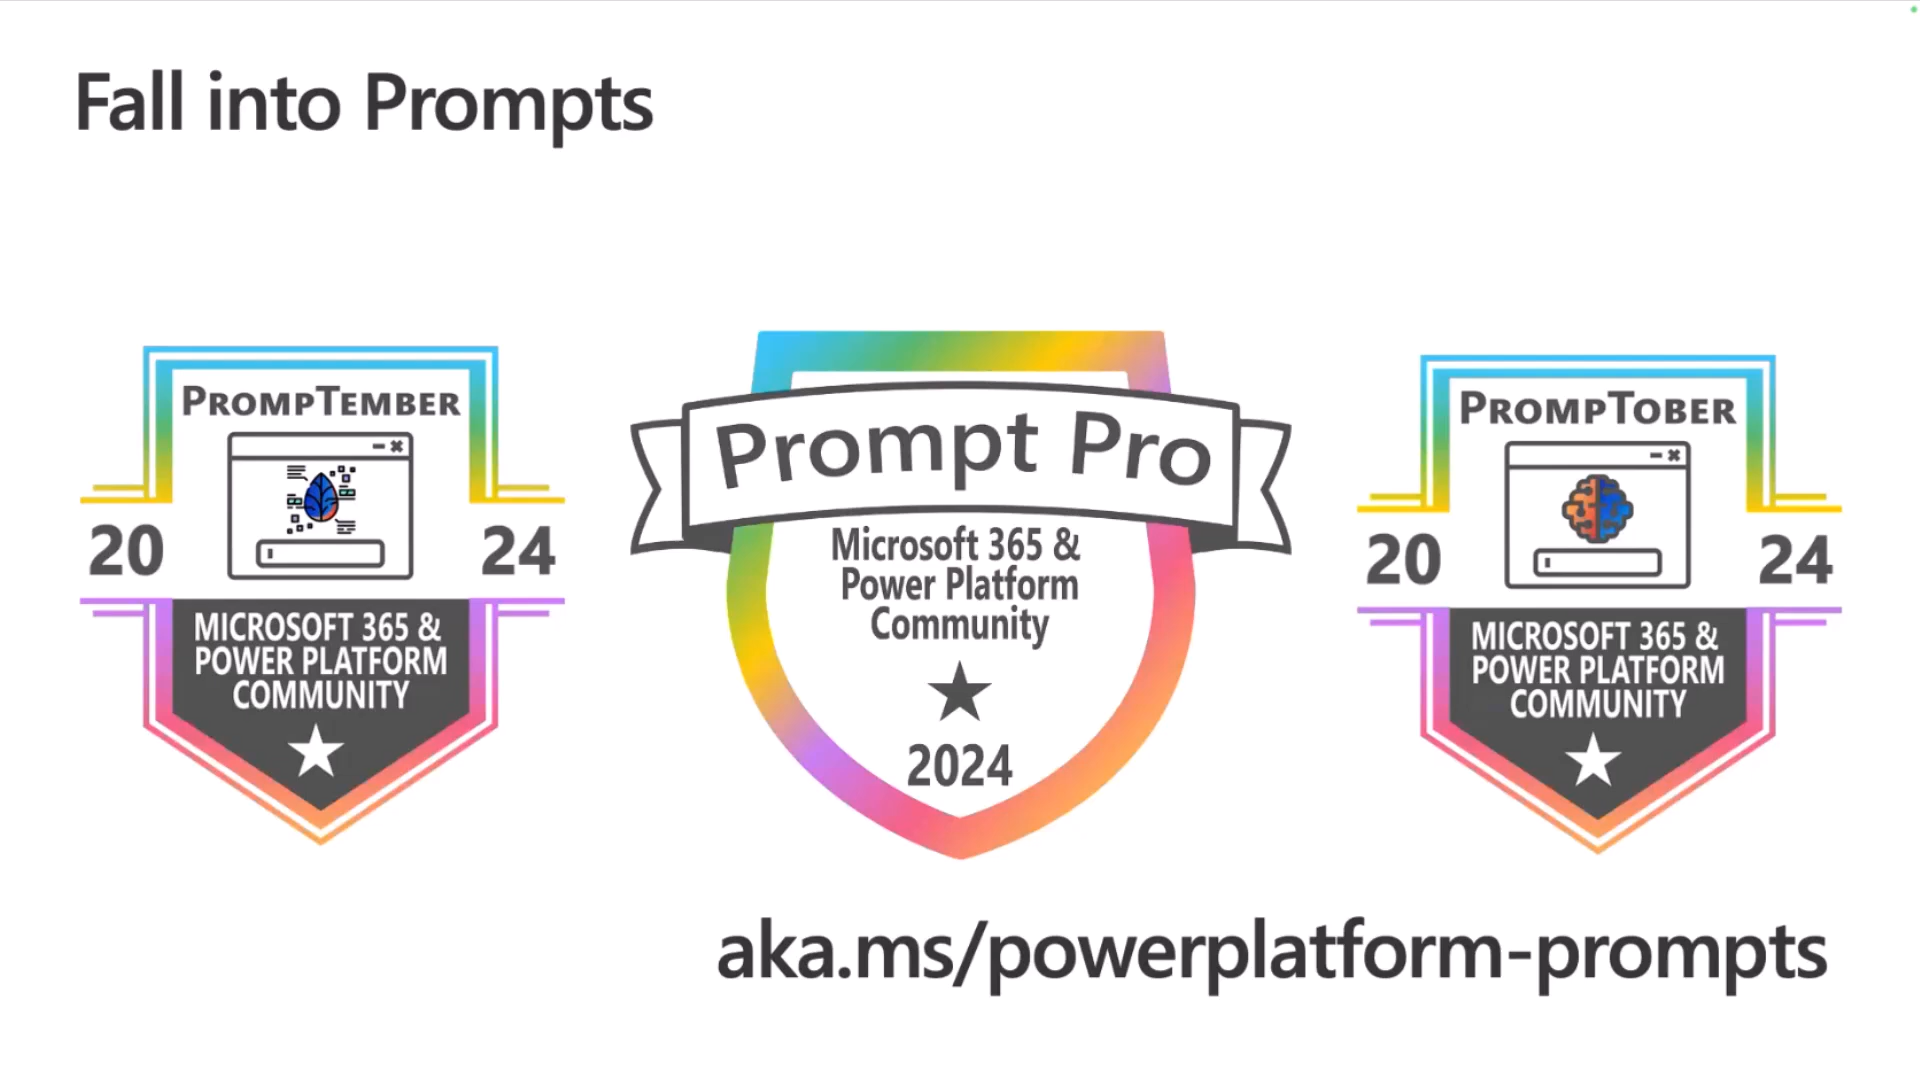 Fall into Prompts
PROMPTEMBER
20 24
MICROSOFT 365 &
POWER PLATFORM
COMMUNITY
Prompt Pro
Microsoft 365 &
Power Platform
Community
2024
PROMPTOBER
20 24
MICROSOFT 365 &
POWER PLATFORM
COMMUNITY
aka.ms/powerplatform-prompts